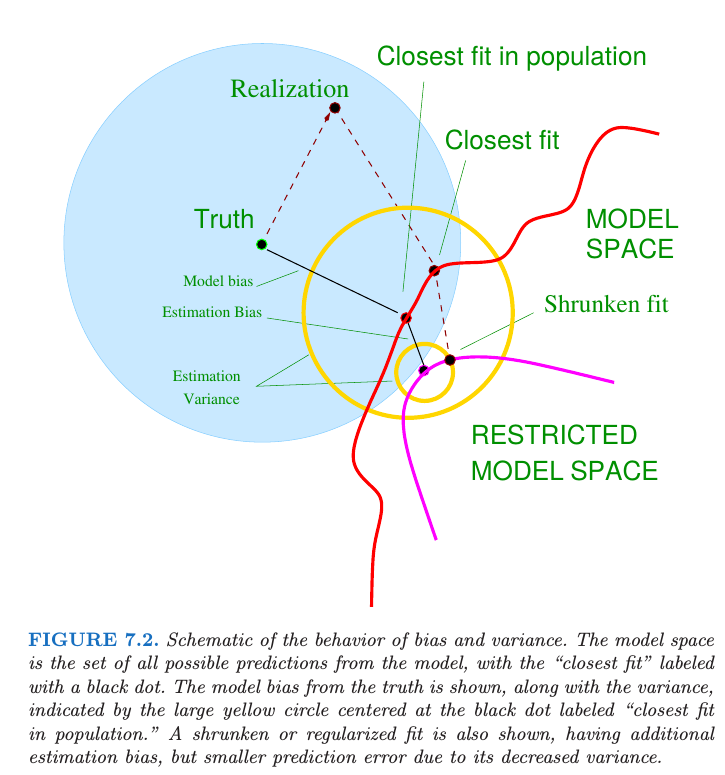 Closest fit in population
Realization
Closest fit
Truth
MODEL
SPACE
Model bias
Shrunken fit
Estimation Bias
Estimation
Variance
RESTRICTED
MODEL SPACE
FIGURE 7.2. Schematic of the behavior of bias and variance. The model space
is the set of all possible predictions from the model, with the “closest fit” labeled
with a black dot. The model bias from the truth is shown, along with the variance,
indicated by the large yellow circle centered at the black dot labeled “closest fit
in population.” A shrunken or regularized fit is also shown, having additional
estimation bias, but smaller prediction error due to its decreased variance.